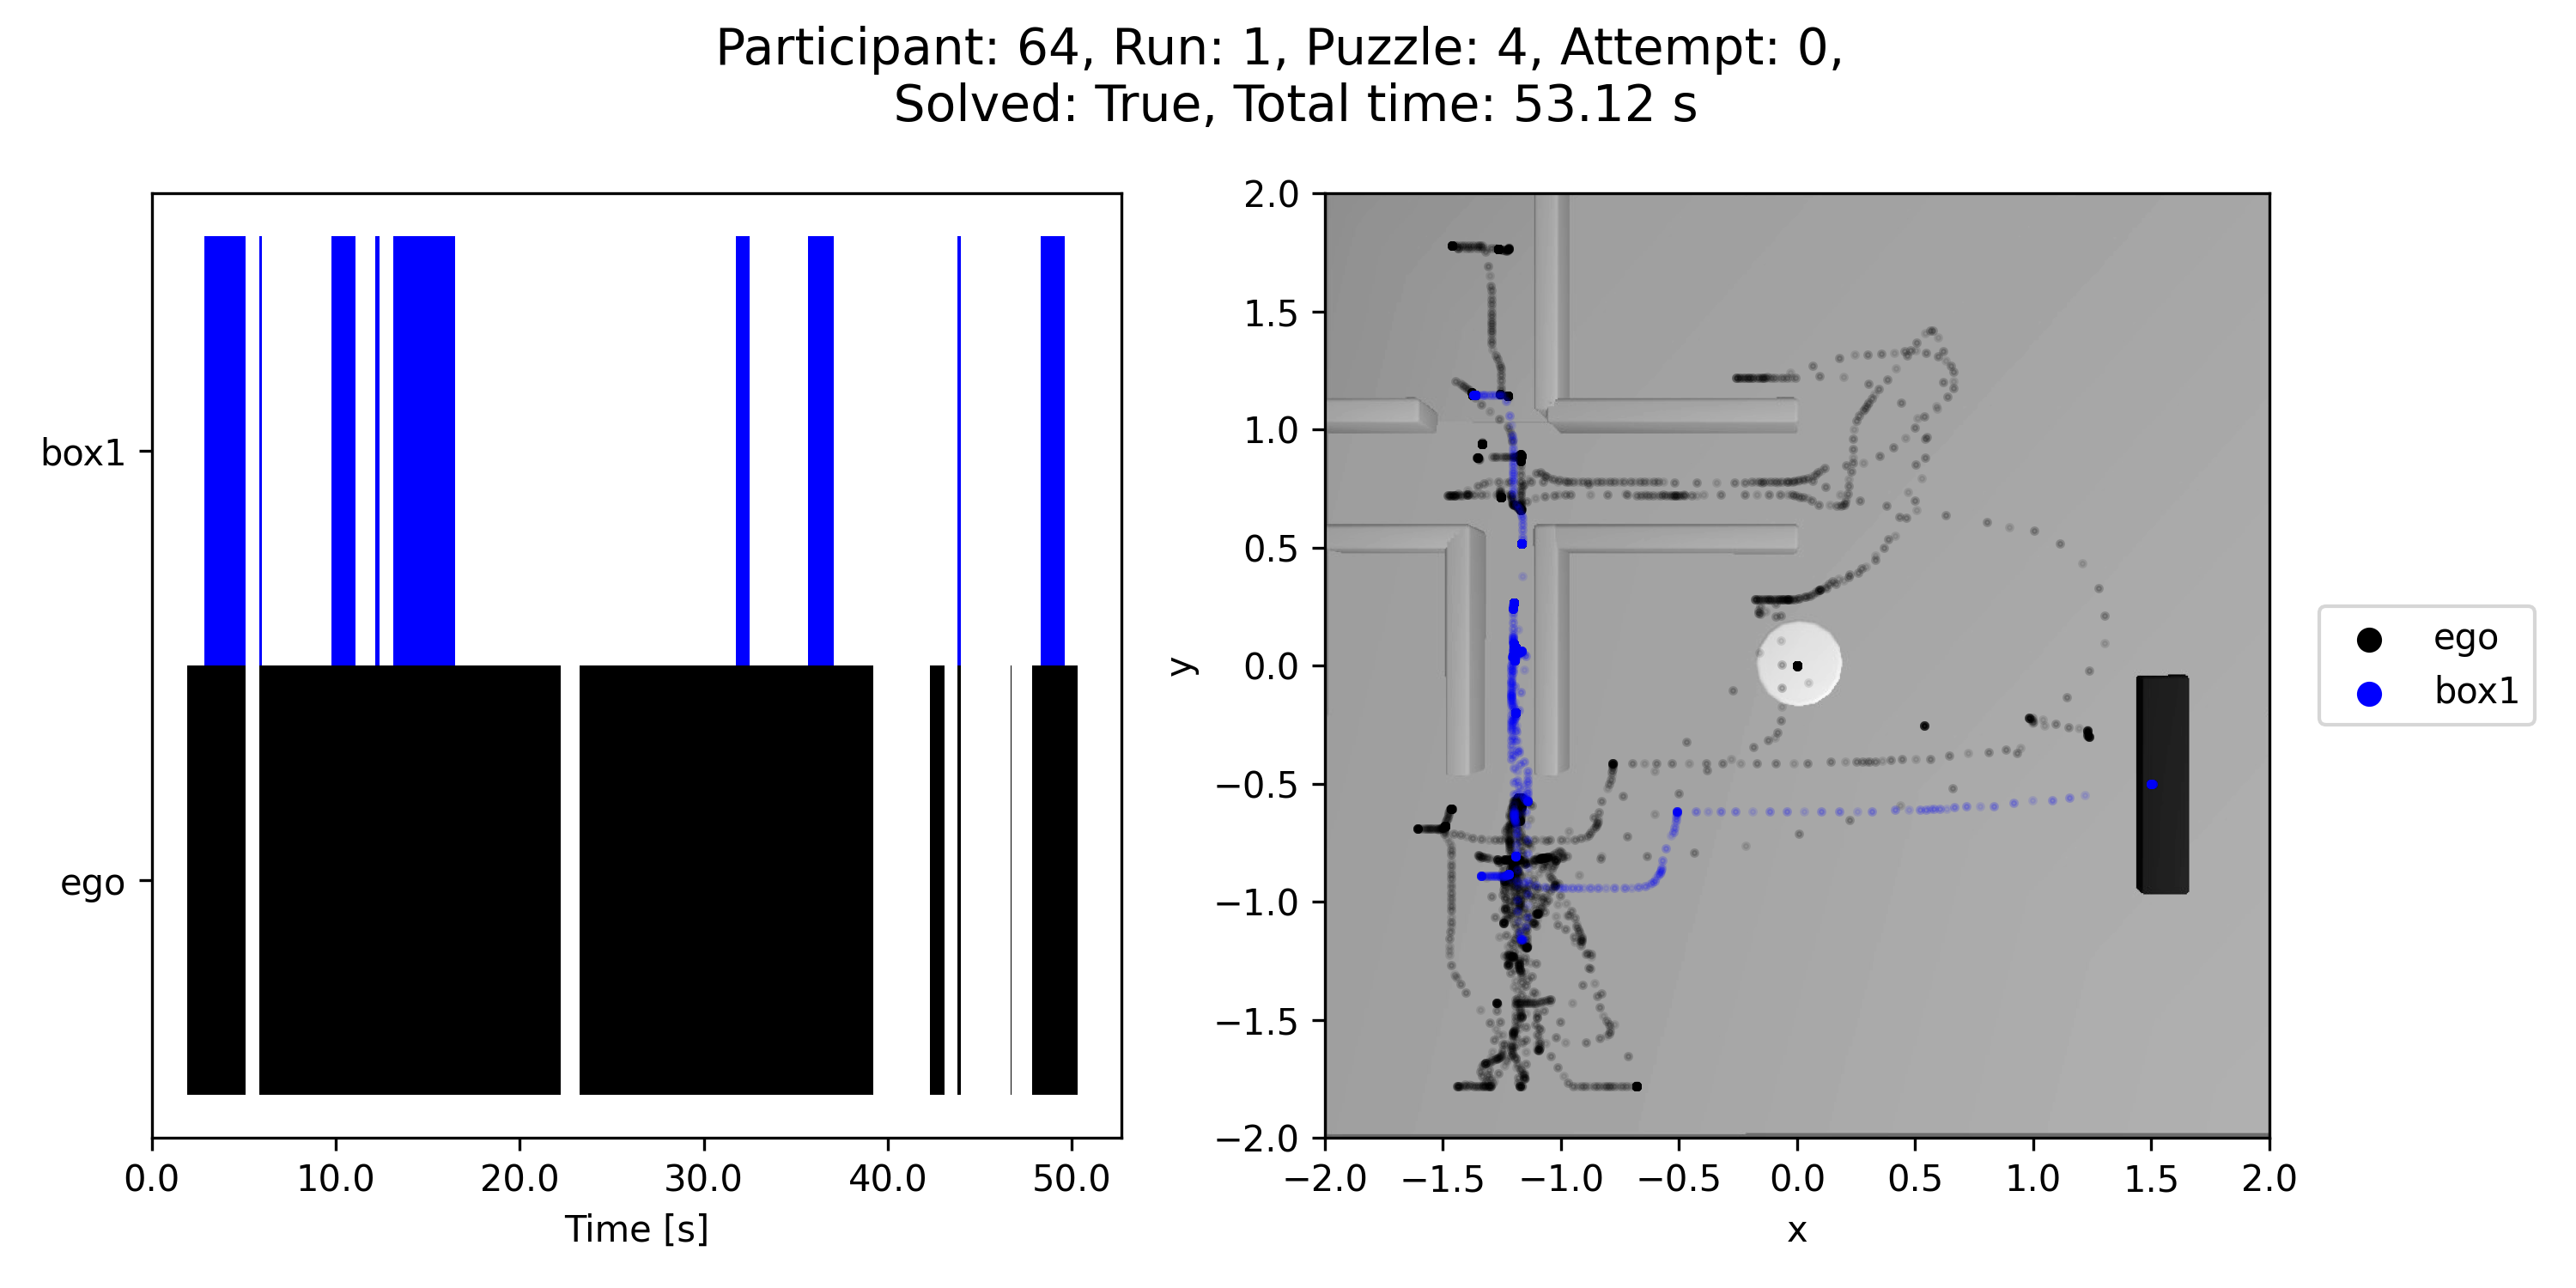 Participant: 64, Run: 1, Puzzle: 4, Attempt: 0,
Solved: True, Total time: 53.12 s
box1
ego
0.0 10.0 20.0 30.0 40.0 50.0
Time [s]
2.0
1.5
1.0
0.5
0.0
−0.5
−1.0
−1.5
−2.0
y
−2.0 −1.5 −1.0 −0.5 0.0 0.5 1.0 1.5 2.0
x
ego
box1